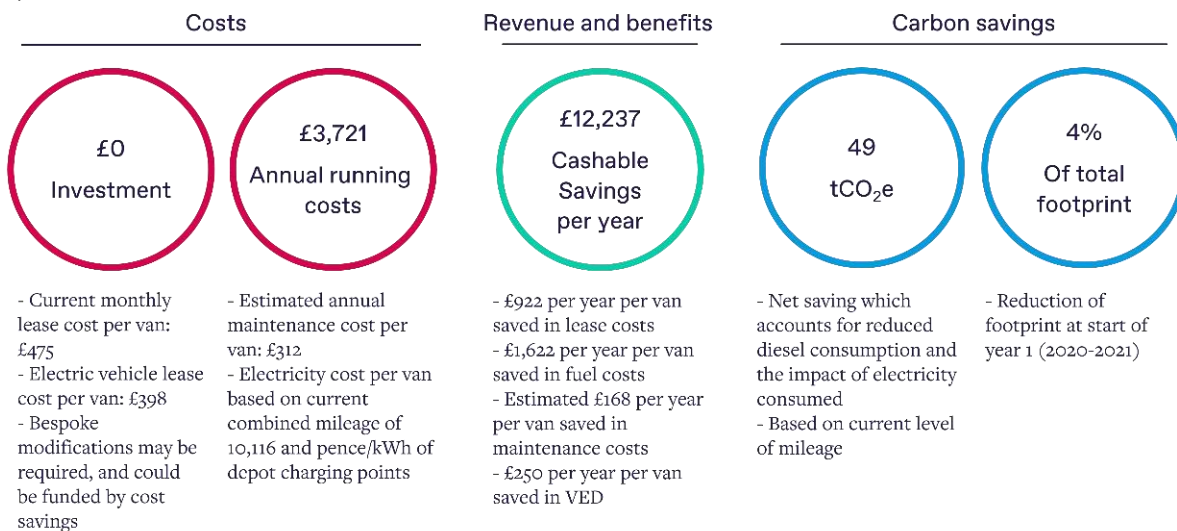 Costs
Revenue and benefits
Carbon savings
£0
Investment
£3,721
Annual running
costs
£12,237
Cashable
Savings
per year
49
tCO₂e
4%
Of total
footprint
- Current monthly
lease cost per van:
£475
- Electric vehicle lease
cost per van: £398
- Bespoke
modifications may be
required, and could
be funded by cost
savings
- Estimated annual
maintenance cost per
van: £312
- Electricity cost per van
based on current
combined mileage of
10,116 and pence/kWh of
depot charging points
- £922 per year per van
saved in lease costs
- £1,622 per year per van
saved in fuel costs
- Estimated £168 per year
per van saved in
maintenance costs
- £250 per year per van
saved in VED
- Net saving which
accounts for reduced
diesel consumption and
the impact of electricity
consumed
- Based on current level
of mileage
- Reduction of
footprint at start of
year 1 (2020-2021)